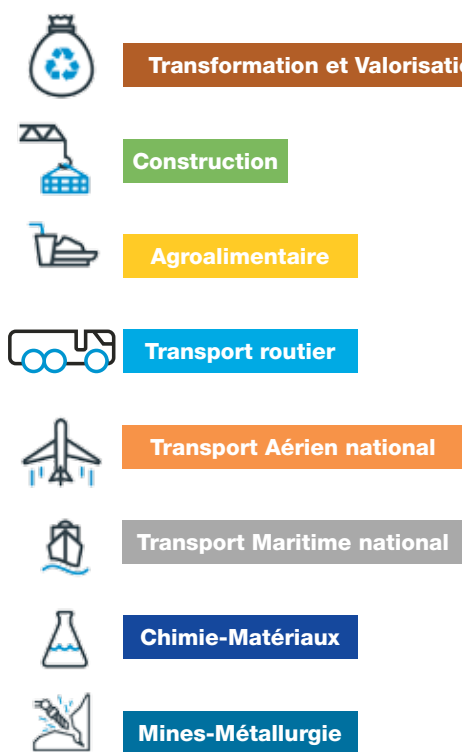 Transformation et
Construction
Agroalimentaire
Transport routier
Transport Aérien national
Transport Maritime national
Chimie-Matériaux
Mines-Métallurgie